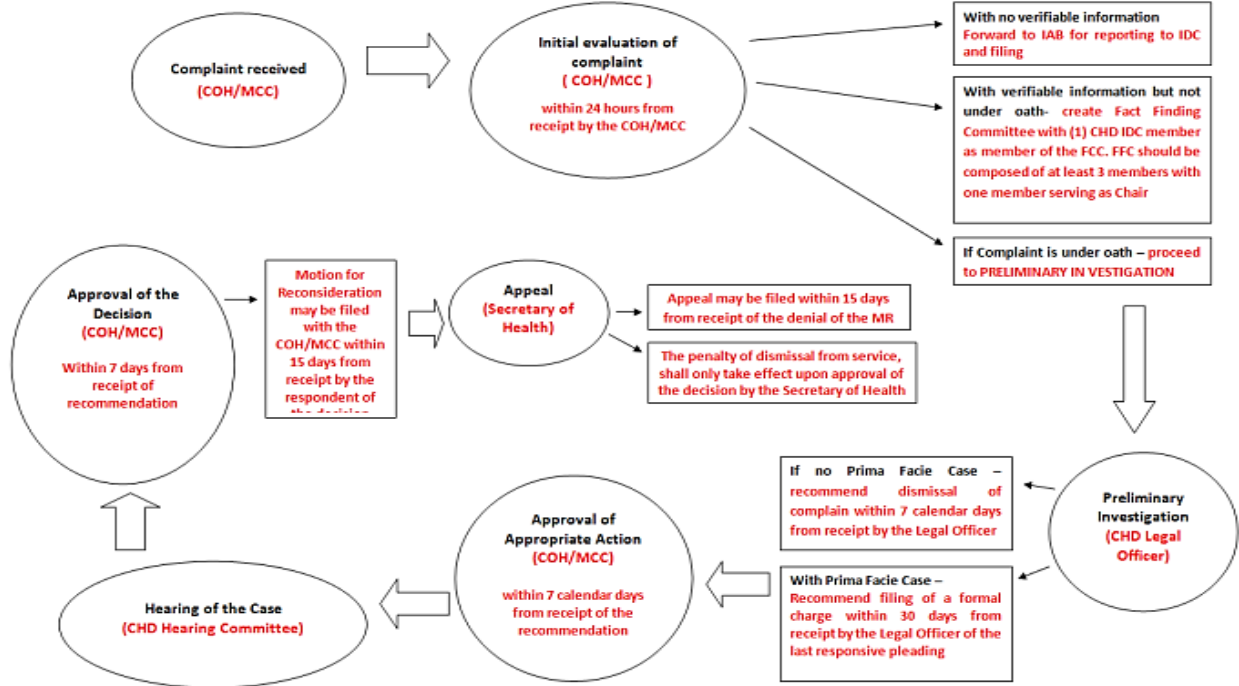 Complaint received
(COH/MCC)
Initial evaluation of
complaint
( COH/MCC )
within 24 hours from
receipt by the COH/MCC
With no verifiable information
Forward to IAB for reporting to IDC
and filing
With verifiable information but not
under oath- create Fact Finding
Committee with (1) CHD IDC member
as member of the FCC. FFC should be
composed of at least 3 members with
one member serving as Chair
If Complaint is under oath – proceed
to PRELIMINARY IN VESTIGATION
Preliminary
Investigation
(CHD Legal
Officer)
If no Prima Facie Case –
recommend dismissal of
complain within 7 calendar days
from receipt by the Legal Officer
With Prima Facie Case –
Recommend filing of a formal
charge within 30 days from
receipt by the Legal Officer of the
last responsive pleading
Approval of
Appropriate Action
(COH/MCC)
within 7 calendar days
from receipt of the
recommendation
Hearing of the Case
(CHD Hearing Committee)
Approval of the
Decision
(COH/MCC)
Within 7 days from
receipt of
recommendation
Motion for
Reconsideration
may be filed
with the
COH/MCC within
15 days from
receipt by the
respondent of
the decision
Appeal
(Secretary of
Health)
Appeal may be filed within 15 days
from receipt of the denial of the MR
The penalty of dismissal from service,
shall only take effect upon approval of
the decision by the Secretary of Health